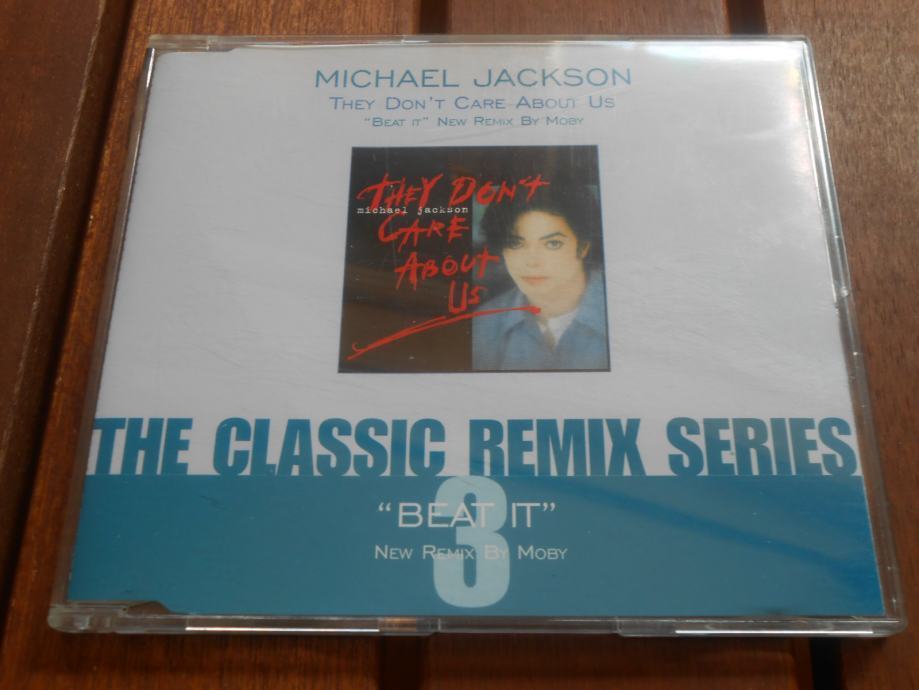 MICHAEL JACKSON
THEY DON'T CARE ABOUT US
"BEAT IT" NEW REMIX BY MOBY
THEY DON'T
michael jackson
CARE
ABOUT
US
THE CLASSIC REMIX SERIES
3
"BEAT IT"
NEW REMIX BY MOBY